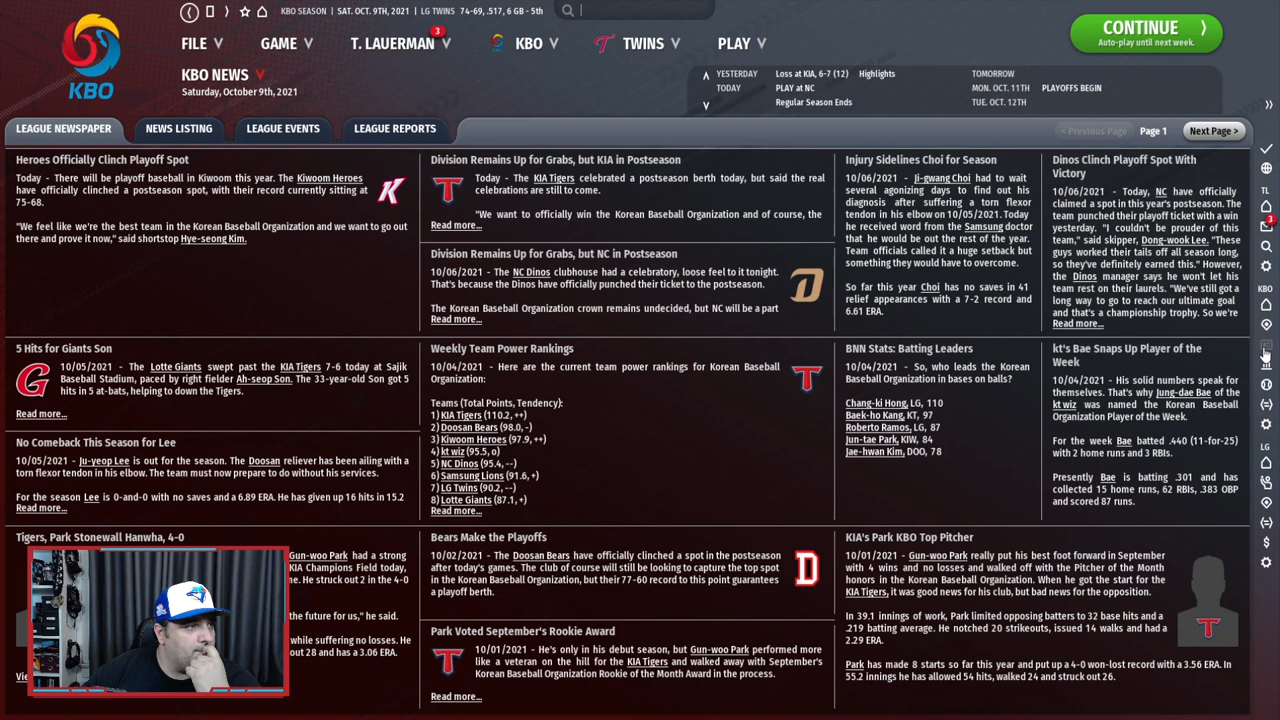 KBO SEASON | SAT. OCT. 9TH, 2021 | LG TWINS 74-69, .517, 6 GB - 5th
KBO
FILE
GAME
T. LAUERMAN
3
KBO
TWINS
PLAY
CONTINUE
Auto-play until next week.
KBO NEWS
Saturday, October 9th, 2021
YESTERDAY Loss at KIA, 6-7 (12) Highlights
TODAY PLAY at NC
Regular Season Ends
TOMORROW
MON. OCT. 11TH PLAYOFFS BEGIN
TUE. OCT. 12TH
LEAGUE NEWSPAPER
NEWS LISTING
LEAGUE EVENTS
LEAGUE REPORTS
< Previous Page
Page 1
Next Page >
Heroes Officially Clinch Playoff Spot
Today - There will be playoff baseball in Kiwoom this year. The Kiwoom Heroes
have officially clinched a postseason spot, with their record currently sitting at
75-68.
"We feel like we're the best team in the Korean Baseball Organization and we want to go out
there and prove it now," said shortstop Hye-seong Kim.
Division Remains Up for Grabs, but KIA in Postseason
Today - The KIA Tigers celebrated a postseason berth today, but said the real
celebrations are still to come.
"We want to officially win the Korean Baseball Organization and of course, the
Read more...
Division Remains Up for Grabs, but NC in Postseason
10/06/2021 - The NC Dinos clubhouse had a celebratory, loose feel to it tonight.
That's because the Dinos have officially punched their ticket to the postseason.
The Korean Baseball Organization crown remains undecided, but NC will be a part
Read more...
Injury Sidelines Choi for Season
10/06/2021 - Ji-gwang Choi had to wait
several agonizing days to find out his
diagnosis after suffering a torn flexor
tendon in his elbow on 10/05/2021. Today
he received word from the Samsung doctor
that he would be out the rest of the year.
Team officials called it a huge setback but
something they would have to overcome.
So far this year Choi has no saves in 41
relief appearances with a 7-2 record and
6.61 ERA.
Dinos Clinch Playoff Spot With
Victory
10/06/2021 - Today, NC have officially
claimed a spot in this year's postseason. The
team punched their playoff ticket with a win
yesterday. "I couldn't be prouder of this
team," said skipper, Dong-wook Lee. "These
guys worked their tails off all season long,
so they've definitely earned this." However,
the Dinos manager says he won't let his
team rest on their laurels. "We've still got a
long way to go to reach our ultimate goal
and that's a championship trophy. So we're
Read more...
5 Hits for Giants Son
10/05/2021 - The Lotte Giants swept past the KIA Tigers 7-6 today at Sajik
Baseball Stadium, paced by right fielder Ah-seop Son. The 33-year-old Son got 5
hits in 5 at-bats, helping to down the Tigers.
Read more...
No Comeback This Season for Lee
10/05/2021 - Ju-yeop Lee is out for the season. The Doosan reliever has been ailing with a
torn flexor tendon in his elbow. The team must now prepare to do without his services.
For the season Lee is 0-and-0 with no saves and a 6.89 ERA. He has given up 16 hits in 15.2
Read more...
Weekly Team Power Rankings
10/04/2021 - Here are the current team power rankings for Korean Baseball
Organization:
Teams (Total Points, Tendency):
1) KIA Tigers (110.2, ++)
2) Doosan Bears (98.0, -)
3) Kiwoom Heroes (97.9, ++)
4) kt wiz (95.5, o)
5) NC Dinos (95.4, --)
6) Samsung Lions (91.6, +)
7) LG Twins (90.2, --)
8) Lotte Giants (87.1, +)
Read more...
BNN Stats: Batting Leaders
10/04/2021 - So, who leads the Korean
Baseball Organization in bases on balls?
Chang-ki Hong, LG, 110
Baek-ho Kang, KT, 97
Roberto Ramos, LG, 87
Jun-tae Park, KIW, 84
Jae-hwan Kim, DOO, 78
kt's Bae Snaps Up Player of the
Week
10/04/2021 - His solid numbers speak for
themselves. That's why Jung-dae Bae of the
kt wiz was named the Korean Baseball
Organization Player of the Week.
For the week Bae batted .440 (11-for-25)
with 2 home runs and 3 RBIs.
Presently Bae is batting .301 and has
collected 15 home runs, 62 RBIs, .383 OBP
and scored 87 runs.
Tigers, Park Stonewall Hanwha, 4-0
Gun-woo Park had a strong
KIA Champions Field today,
ne. He struck out 2 in the 4-0
the future for us," he said.
while suffering no losses. He
out 28 and has a 3.06 ERA.
Bears Make the Playoffs
10/02/2021 - The Doosan Bears have officially clinched a spot in the postseason
after today's games. The club of course will still be looking to capture the top spot
in the Korean Baseball Organization, but their 77-60 record to this point guarantees
a playoff berth.
Park Voted September's Rookie Award
10/01/2021 - He's only in his debut season, but Gun-woo Park performed more
like a veteran on the hill for the KIA Tigers and walked away with September's
Korean Baseball Organization Rookie of the Month Award in the process.
Read more...
KIA's Park KBO Top Pitcher
10/01/2021 - Gun-woo Park really put his best foot forward in September
with 4 wins and no losses and walked off with the Pitcher of the Month
honors in the Korean Baseball Organization. When he got the start for the
KIA Tigers, it was good news for his club, but bad news for the opposition.
In 39.1 innings of work, Park limited opposing batters to 32 base hits and a
.219 batting average. He notched 20 strikeouts, issued 14 walks and had a
2.29 ERA.
Park has made 8 starts so far this year and put up a 4-0 won-lost record with a 3.56 ERA. In
55.2 innings he has allowed 54 hits, walked 24 and struck out 26.
TL
3
KBO
LG
$